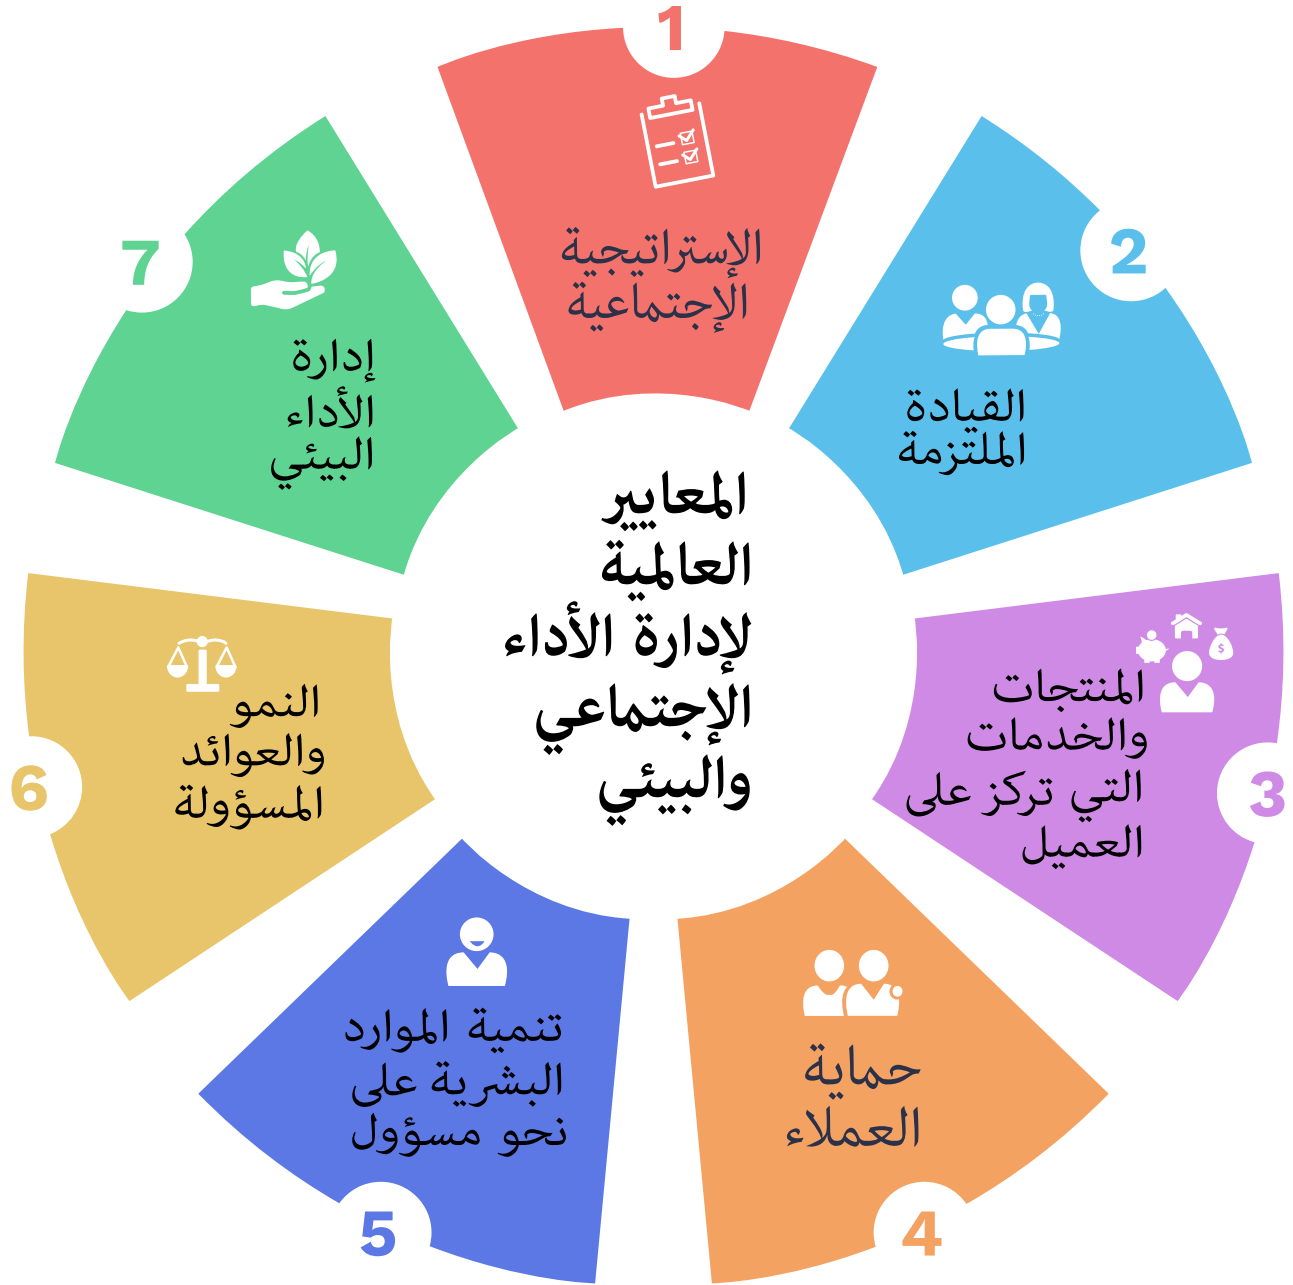 1
الإستراتيجية
الإجتماعية
2
القيادة
الملتزمة
3
المنتجات
والخدمات
التي تركز على
العميل
4
حماية
العملاء
5
تنمية الموارد
البشرية على
نحو مسؤول
6
النمو
والعوائد
المسؤولة
7
إدارة
الأداء
البيئي
المعايير
العالمية
لإدارة الأداء
الإجتماعي
والبيئي
$